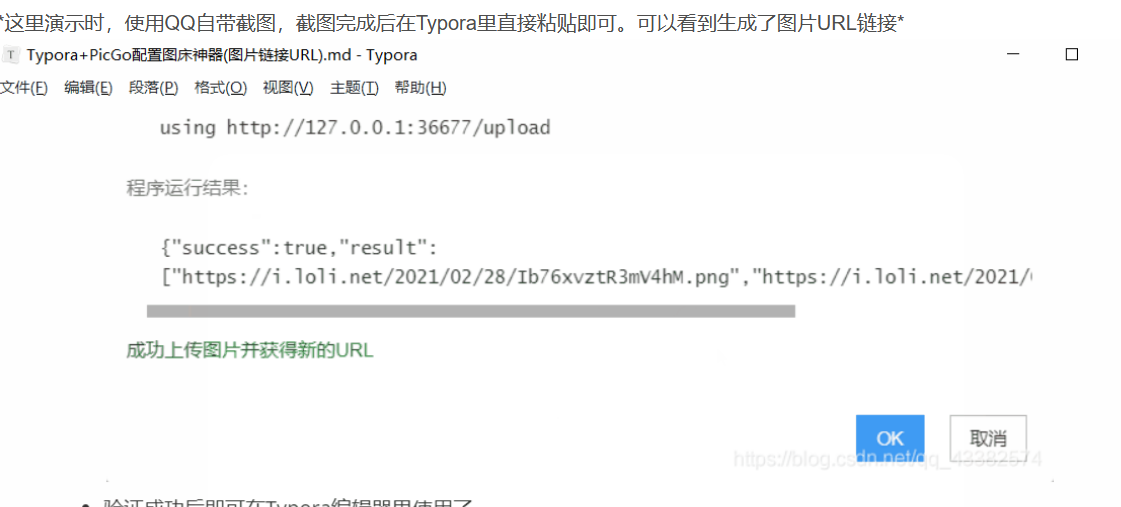 *这里演示时，使用QQ自带截图，截图完成后在Typora里直接粘贴即可。可以看到生成了图片URL链接*
T Typora+PicGo配置图床神器(图片链接URL).md - Typora
文件(F) 编辑(E) 段落(P) 格式(O) 视图(V) 主题(T) 帮助(H)
using http://127.0.0.1:36677/upload
程序运行结果：
{"success":true,"result":
["https://i.loli.net/2021/02/28/Ib76xvztR3mV4hM.png","https://i.loli.net/2021/
成功上传图片并获得新的URL
OK 取消
https://blog.csdn.net/qq_43382574
验证成功后即可在Typora编辑器里使用了